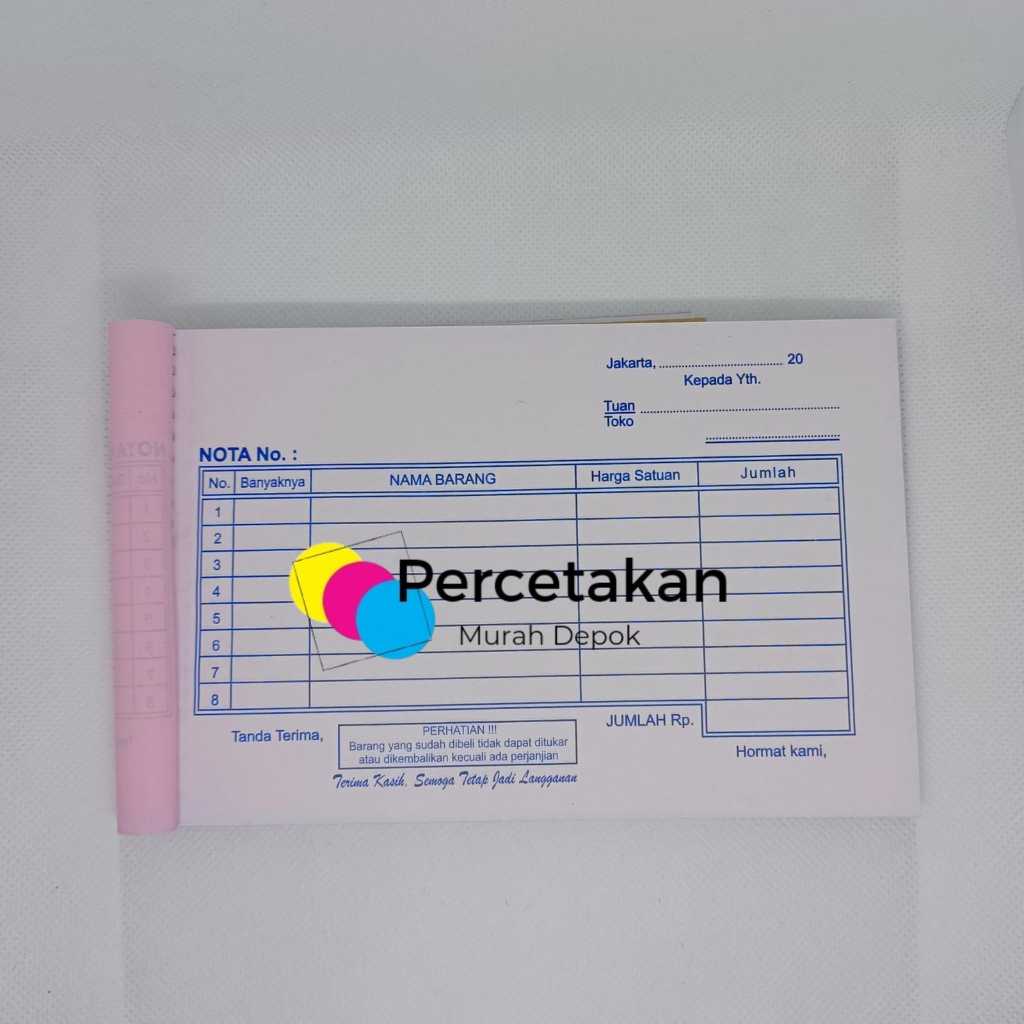 Jakarta, ........................................ 20
Kepada Yth.
Tuan ................................................................
Toko
................................................................
NOTA No. :
No. Banyaknya NAMA BARANG Harga Satuan Jumlah
1
2
3
4
5
6
7
8
Percetakan
Murah Depok
JUMLAH Rp.
Tanda Terima,
PERHATIAN !!!
Barang yang sudah dibeli tidak dapat ditukar
atau dikembalikan kecuali ada perjanjian
Hormat kami,
Terima Kasih, Semoga Tetap Jadi Langganan